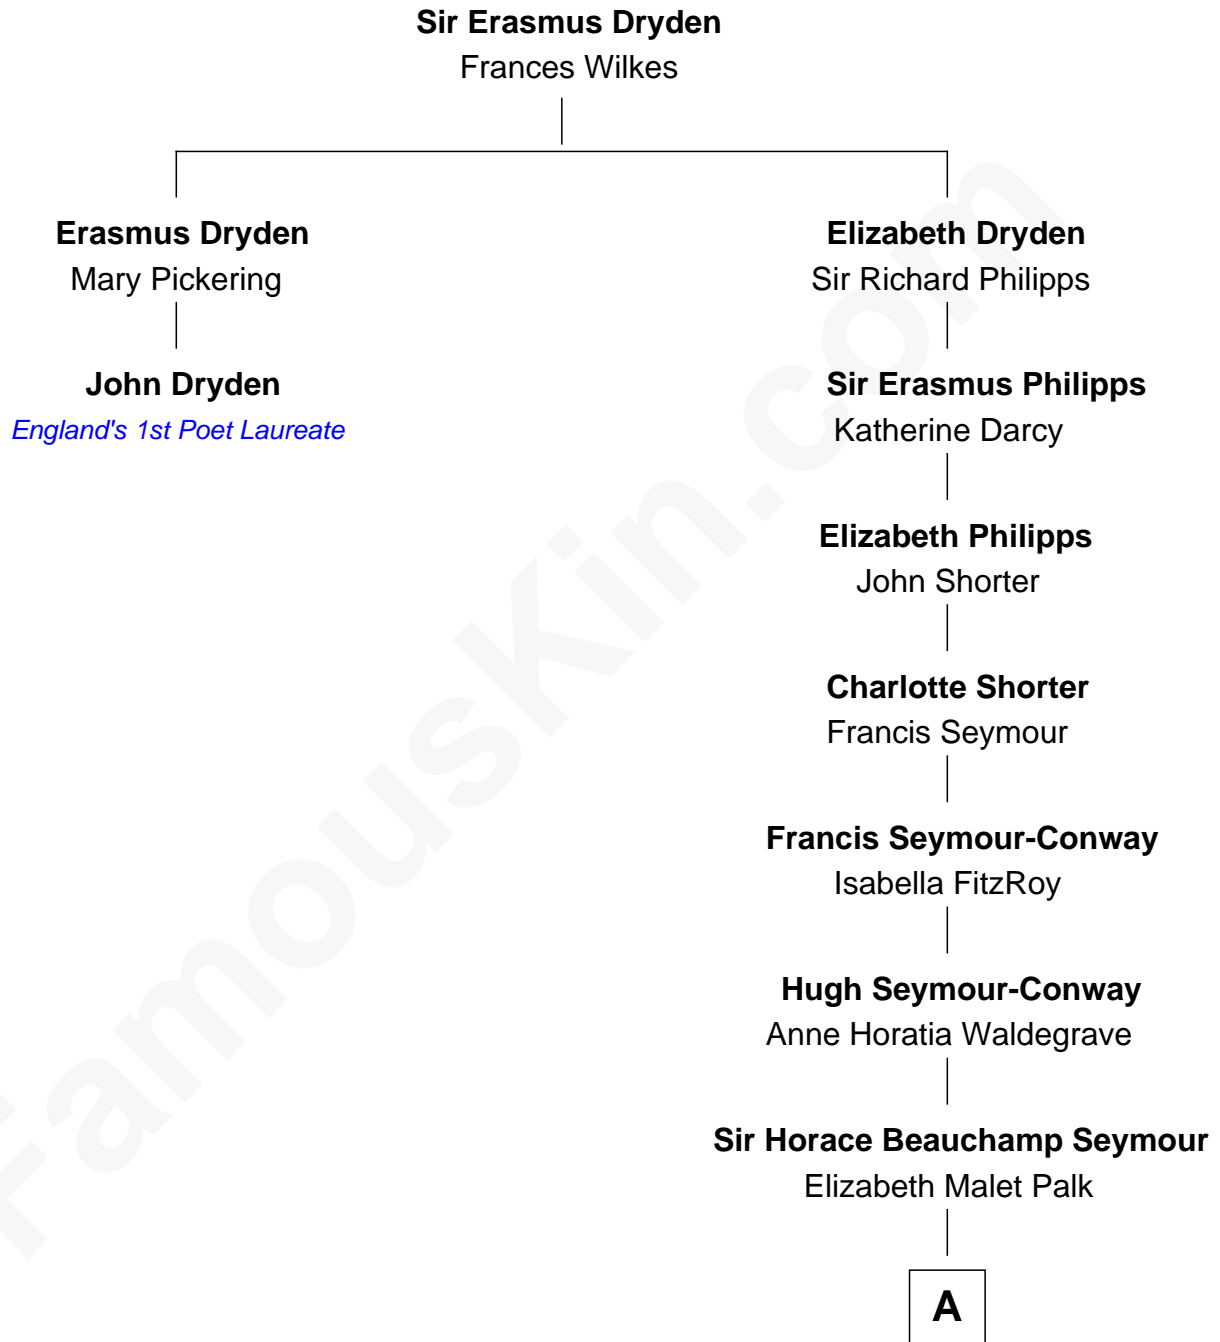 Sir Erasmus Dryden
Frances Wilkes
Erasmus Dryden
Mary Pickering
John Dryden
England's 1st Poet Laureate
Elizabeth Dryden
Sir Richard Philipps
Sir Erasmus Philipps
Katherine Darcy
Elizabeth Philipps
John Shorter
Charlotte Shorter
Francis Seymour
Francis Seymour-Conway
Isabella FitzRoy
Hugh Seymour-Conway
Anne Horatia Waldegrave
Sir Horace Beauchamp Seymour
Elizabeth Malet Palk
A
FamousKin.com